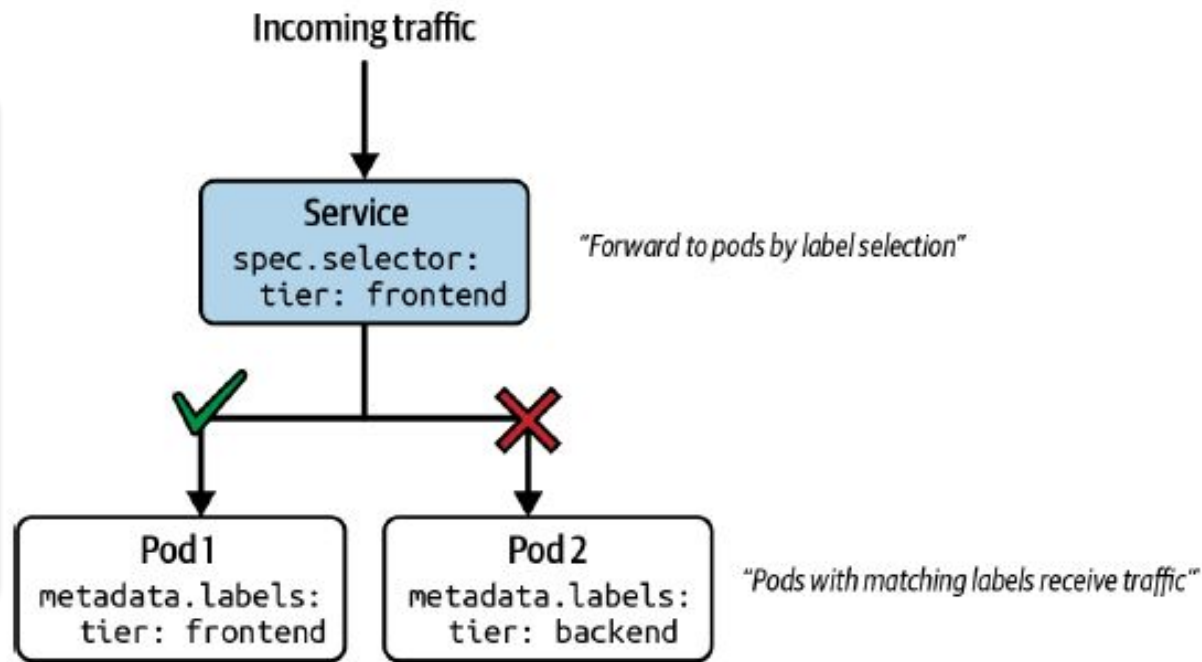 Incoming traffic
Service
spec.selector:
tier: frontend
"Forward to pods by label selection"
Pod 1
metadata.labels:
tier: frontend
Pod 2
metadata.labels:
tier: backend
"Pods with matching labels receive traffic"